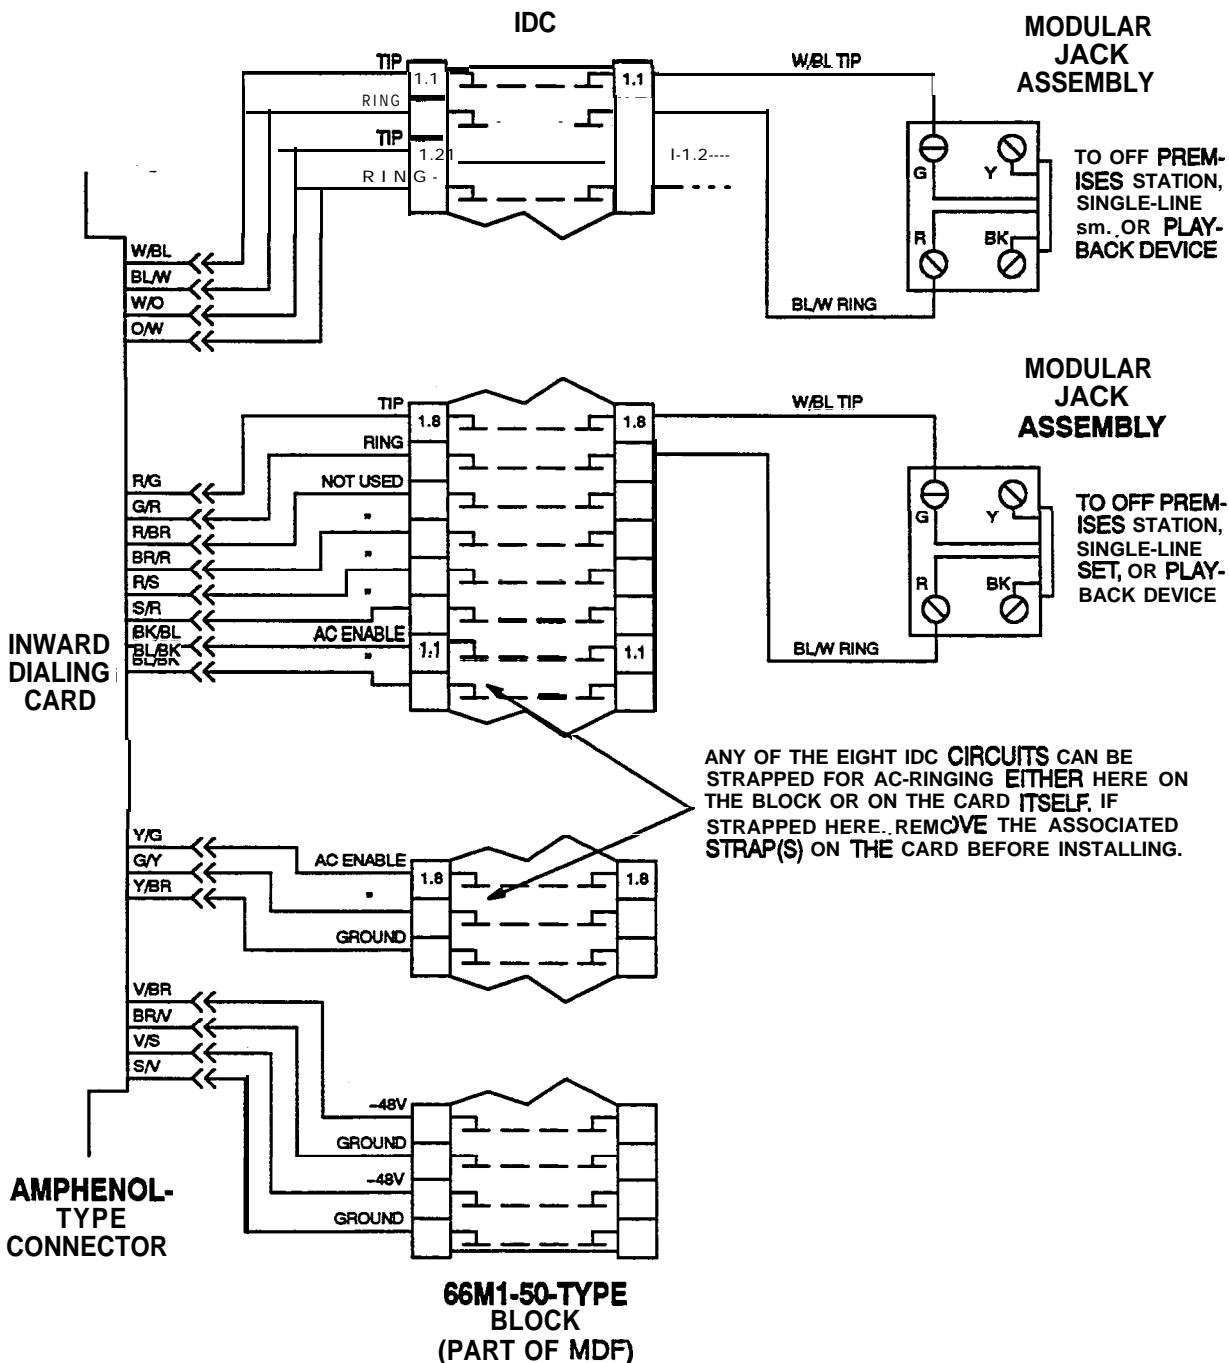 IDC
MODULAR
JACK
ASSEMBLY
TIP
1.1
1.1
W/BL TIP
RING
TIP
1.21
I-1.2----
RING-
G
Y
R
BK
TO OFF PREM-
ISES STATION,
SINGLE-LINE
sm., OR PLAY-
BACK DEVICE
W/BL
BL/W
W/O
O/W
BL/W RING
MODULAR
JACK
ASSEMBLY
TIP
1.8
1.8
W/BL TIP
RING
NOT USED
"
"
R/G
G/R
R/BR
BR/R
R/S
S/R
BK/BL
BL/BK
BL/BK
AC ENABLE
"
1.1
1.1
G
Y
R
BK
TO OFF PREM-
ISES STATION,
SINGLE-LINE
SET, OR PLAY-
BACK DEVICE
BL/W RING
INWARD
DIALING
CARD
ANY OF THE EIGHT IDC CIRCUITS CAN BE
STRAPPED FOR AC-RINGING EITHER HERE ON
THE BLOCK OR ON THE CARD ITSELF. IF
STRAPPED HERE.. REMOVE THE ASSOCIATED
STRAP(S) ON THE CARD BEFORE INSTALLING.
Y/G
G/Y
Y/BR
AC ENABLE
"
GROUND
1.8
1.8
V/BR
BR/V
V/S
S/V
-48V
GROUND
-48V
GROUND
AMPHENOL-
TYPE
CONNECTOR
66M1-50-TYPE
BLOCK
(PART OF MDF)